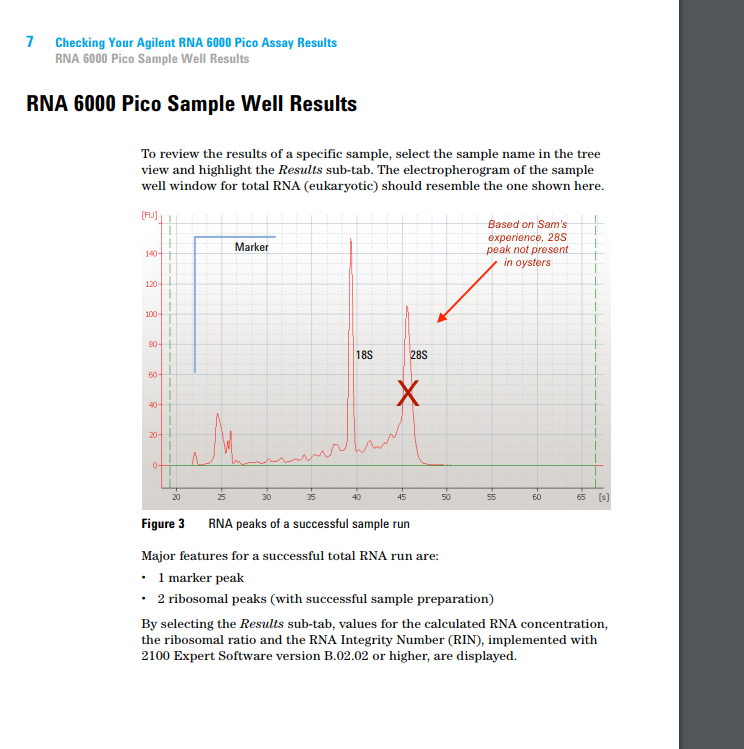 7 Checking Your Agilent RNA 6000 Pico Assay Results
RNA 6000 Pico Sample Well Results
RNA 6000 Pico Sample Well Results
To review the results of a specific sample, select the sample name in the tree
view and highlight the Results sub-tab. The electropherogram of the sample
well window for total RNA (eukaryotic) should resemble the one shown here.
[FU]
Based on Sam's
experience, 28S
peak not present
in oysters
Marker
140
120
100
80
18S
28S
60
X
40
20
0
20 25 30 35 40 45 50 55 60 65 [s]
Figure 3 RNA peaks of a successful sample run
Major features for a successful total RNA run are:
• 1 marker peak
• 2 ribosomal peaks (with successful sample preparation)
By selecting the Results sub-tab, values for the calculated RNA concentration,
the ribosomal ratio and the RNA Integrity Number (RIN), implemented with
2100 Expert Software version B.02.02 or higher, are displayed.